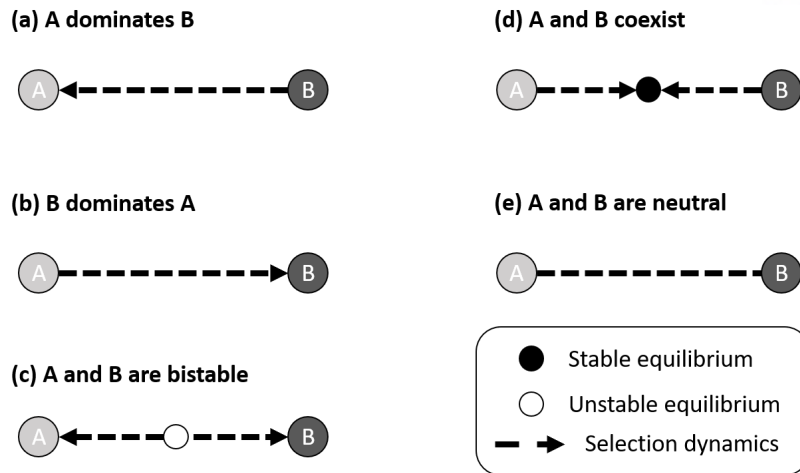 (a) A dominates B
A B
(b) B dominates A
A B
(c) A and B are bistable
A B
(d) A and B coexist
A B
(e) A and B are neutral
A B
Stable equilibrium
Unstable equilibrium
Selection dynamics